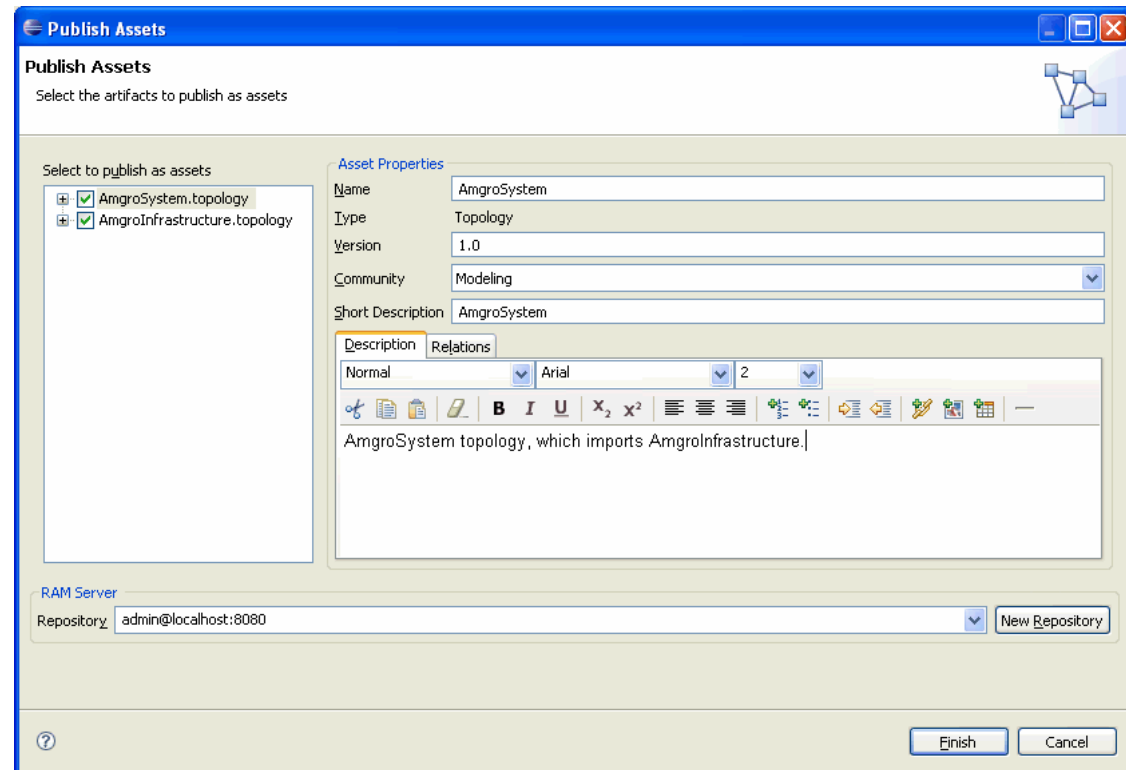 Publish Assets
Publish Assets
Select the artifacts to publish as assets
Select to publish as assets
AmgroSystem.topology
AmgroInfrastructure.topology
Asset Properties
Name AmgroSystem
Type Topology
Version 1.0
Community Modeling
Short Description AmgroSystem
Description Relations
Normal Arial 2
B I U X₂ x²
AmgroSystem topology, which imports AmgroInfrastructure.
RAM Server
Repository admin@localhost:8080 New Repository
? Finish Cancel